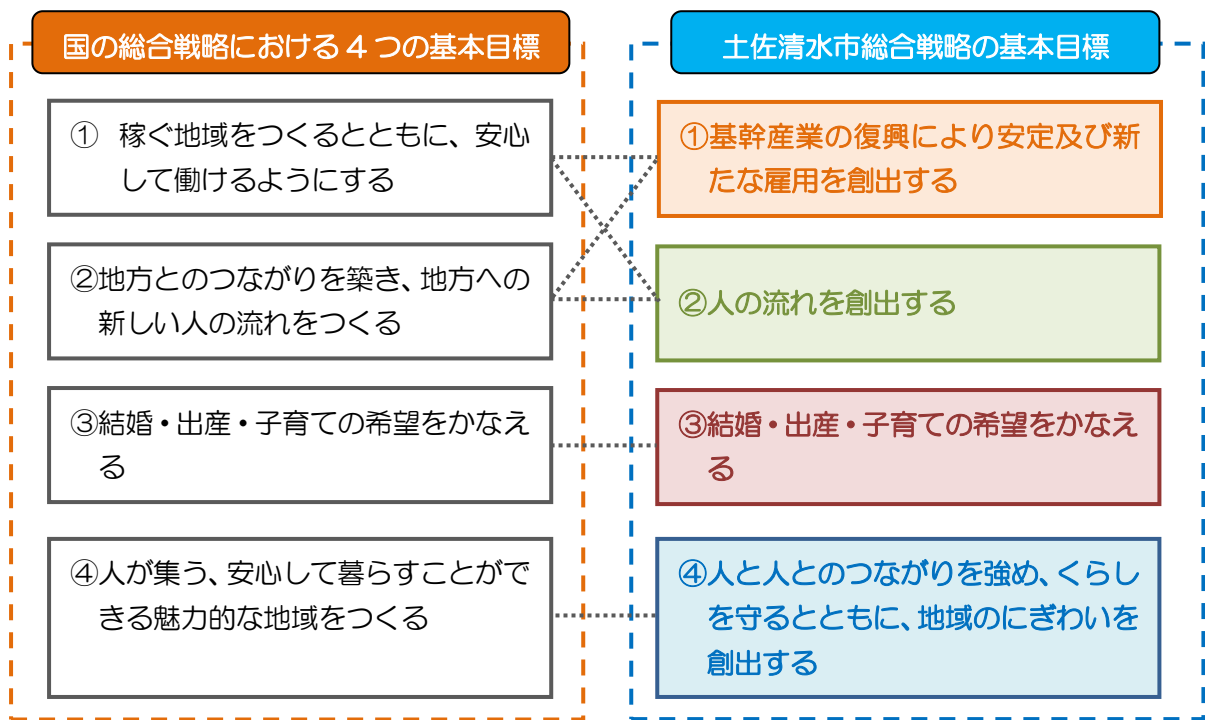 国の総合戦略における4つの基本目標
① 稼ぐ地域をつくるとともに、安心
して働けるようにする
②地方とのつながりを築き、地方への
新しい人の流れをつくる
③結婚・出産・子育ての希望をかなえ
る
④人が集う、安心して暮らすことがで
きる魅力的な地域をつくる
土佐清水市総合戦略の基本目標
①基幹産業の復興により安定及び新
たな雇用を創出する
②人の流れを創出する
③結婚・出産・子育ての希望をかなえ
る
④人と人とのつながりを強め、くらし
を守るとともに、地域のにぎわいを
創出する